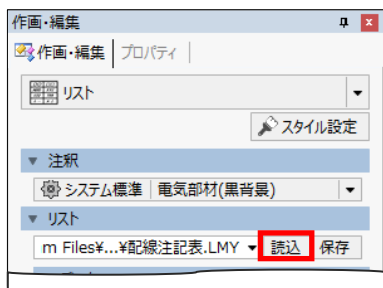 作画・編集
作画・編集 プロパティ
リスト
スタイル設定
注釈
システム標準 電気部材(黒背景)
リスト
m Files¥...¥配線注記表.LMY 読込 保存